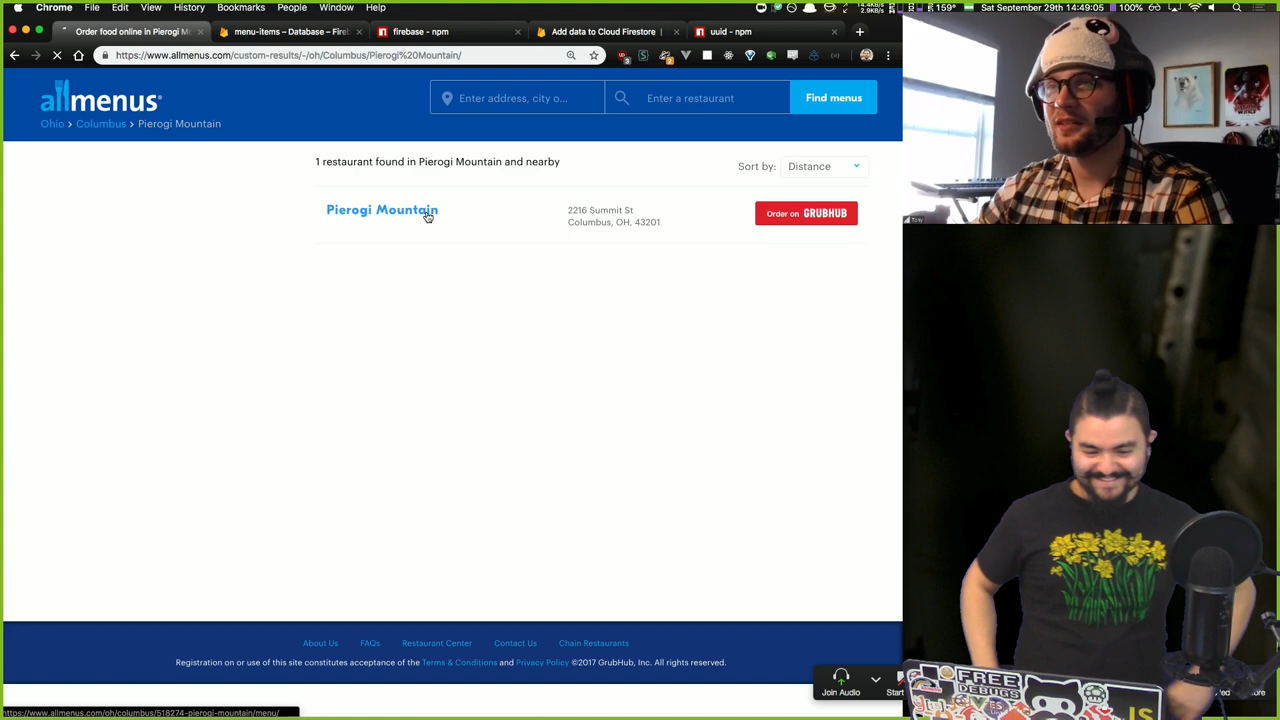 Chrome File Edit View History Bookmarks People Window Help
159° Sat September 29th 14:49:05 100%
Order food online in Pierogi M
menu-items – Database – Fire
firebase - npm
Add data to Cloud Firestore
uuid - npm
https://www.allmenus.com/custom-results/-/oh/Columbus/Pierogi%20Mountain/
allmenus
Enter address, city o...
Enter a restaurant
Find menus
Ohio > Columbus > Pierogi Mountain
1 restaurant found in Pierogi Mountain and nearby
Sort by: Distance
Pierogi Mountain
2216 Summit St
Columbus, OH, 43201
Order on GRUBHUB
About Us FAQs Restaurant Center Contact Us Chain Restaurants
Registration on or use of this site constitutes acceptance of the Terms & Conditions and Privacy Policy ©2017 GrubHub, Inc. All rights reserved.
Join Audio
Start
https://www.allmenus.com/oh/columbus/518274-pierogi-mountain/menu/
Tony
FREE
DEBUGS
JS